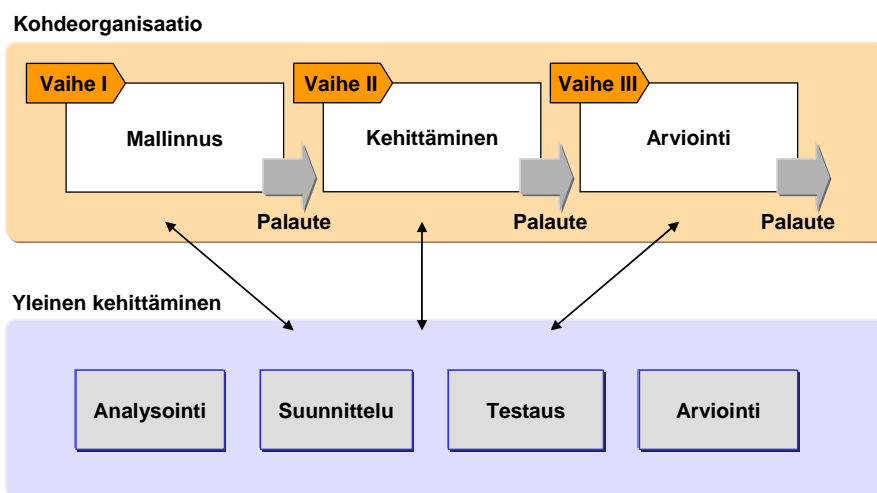 Kohdeorganisaatio
Vaihe I
Vaihe II
Vaihe III
Mallinnus
Kehittäminen
Arviointi
Palaute
Palaute
Palaute
Yleinen kehittäminen
Analysointi
Suunnittelu
Testaus
Arviointi